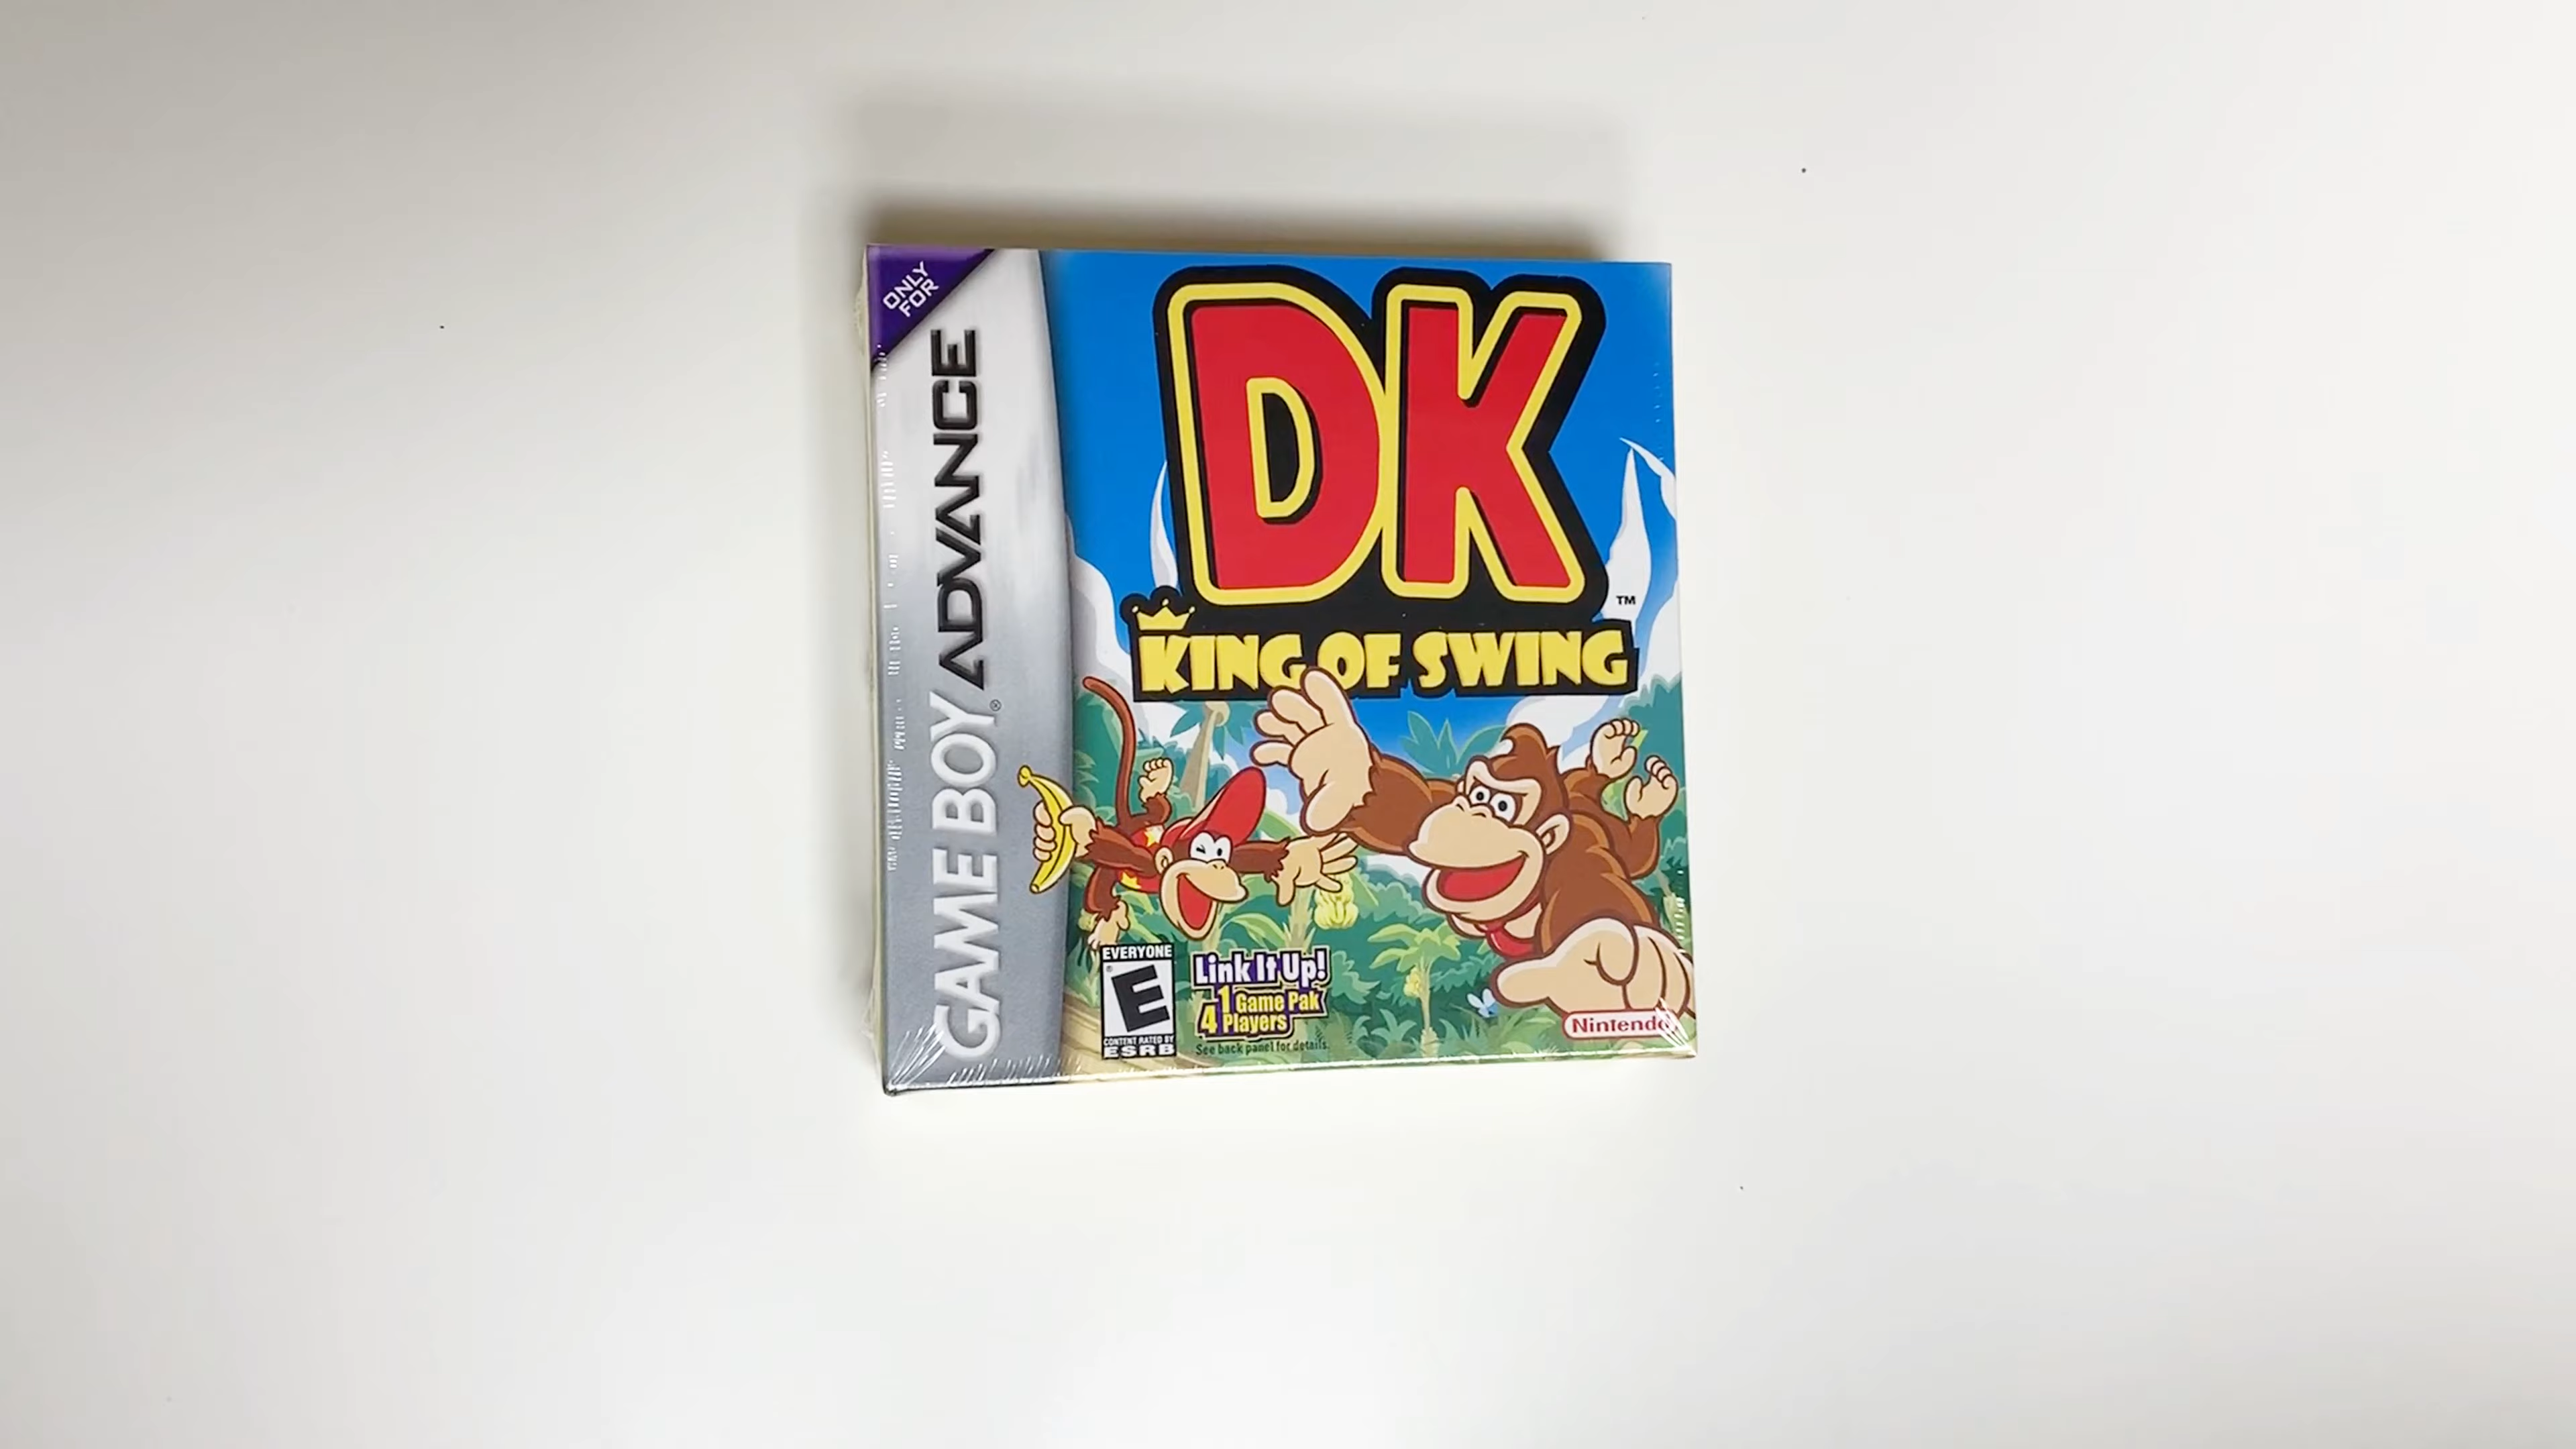 ONLY
FOR
GAME BOY ADVANCE
®
DK
™
KING OF SWING
EVERYONE
E
®
CONTENT RATED BY
ESRB
Link It Up!
1 Game Pak
4 Players
See back panel for details.
Nintendo